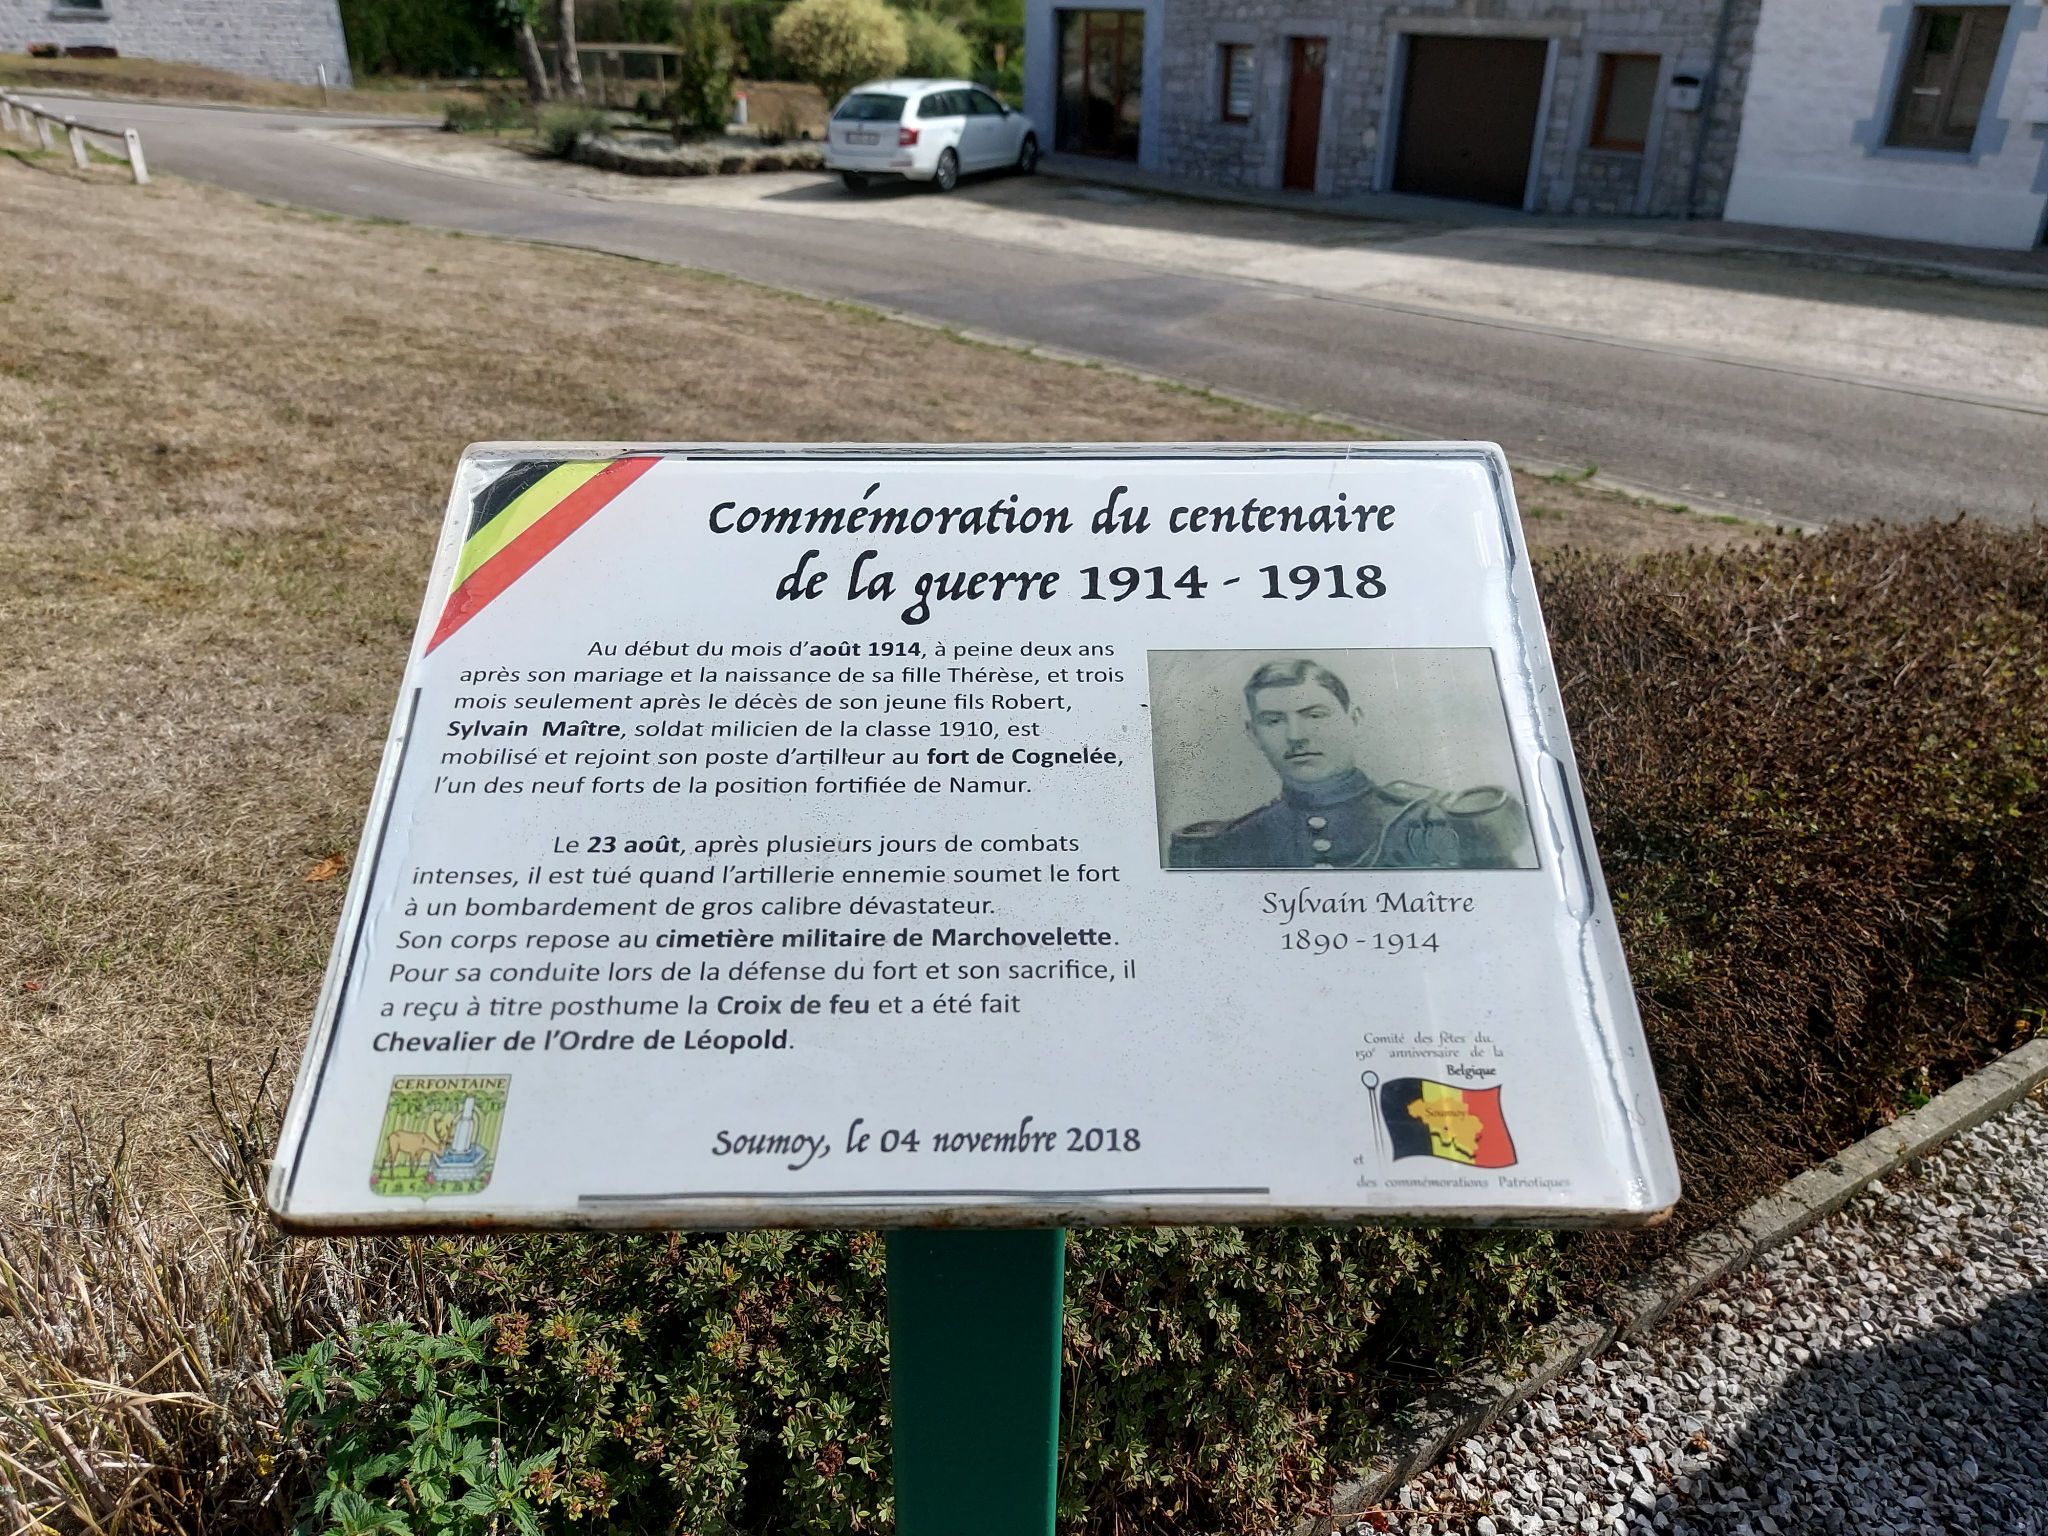 Commémoration du centenaire
de la guerre 1914 - 1918
Au début du mois d'août 1914, à peine deux ans
après son mariage et la naissance de sa fille Thérèse, et trois
mois seulement après le décès de son jeune fils Robert,
Sylvain Maître, soldat milicien de la classe 1910, est
mobilisé et rejoint son poste d'artilleur au fort de Cognelée,
l'un des neuf forts de la position fortifiée de Namur.
Le 23 août, après plusieurs jours de combats
intenses, il est tué quand l'artillerie ennemie soumet le fort
à un bombardement de gros calibre dévastateur.
Son corps repose au cimetière militaire de Marchovelette.
Pour sa conduite lors de la défense du fort et son sacrifice, il
a reçu à titre posthume la Croix de feu et a été fait
Chevalier de l'Ordre de Léopold.
Sylvain Maître
1890 - 1914
CERFONTAINE
Soumoy, le 04 novembre 2018
Comité des fêtes du
150e anniversaire de la
Belgique
Soumoy
et
des commémorations Patriotiques